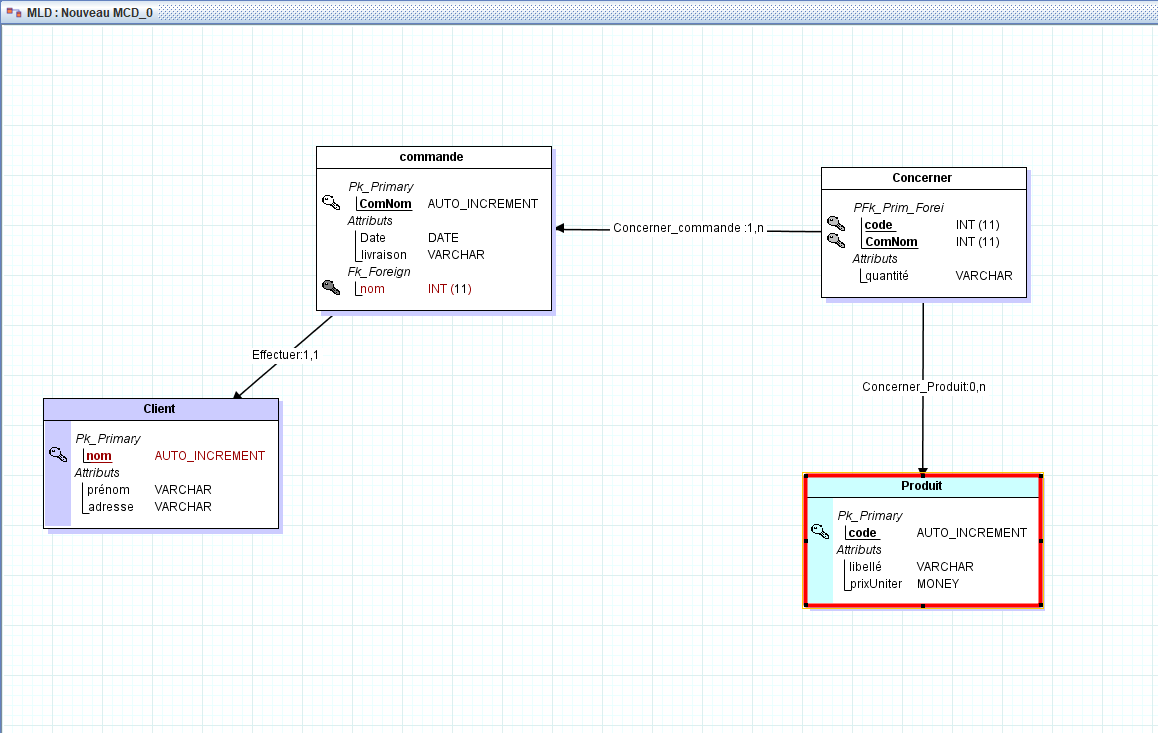 MLD : Nouveau MCD_0
commande
Pk_Primary
ComNom AUTO_INCREMENT
Attributs
Date DATE
livraison VARCHAR
Fk_Foreign
nom INT (11)
Concerner_commande :1,n
Concerner
PFk_Prim_Forei
code INT (11)
ComNom INT (11)
Attributs
quantité VARCHAR
Effectuer:1,1
Concerner_Produit:0,n
Client
Pk_Primary
nom AUTO_INCREMENT
Attributs
prénom VARCHAR
adresse VARCHAR
Produit
Pk_Primary
code AUTO_INCREMENT
Attributs
libellé VARCHAR
prixUniter MONEY